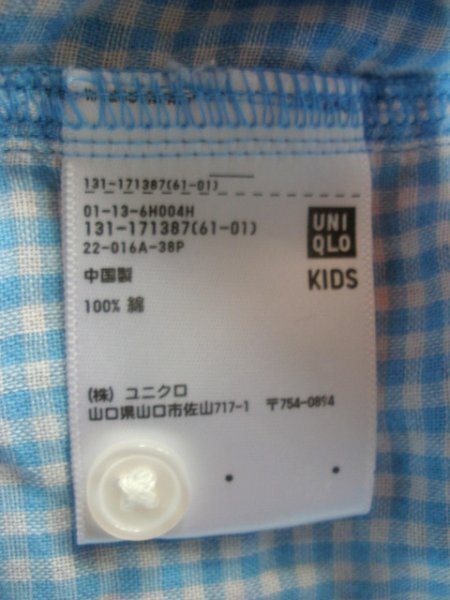 131-171387(61-01)
01-13-6H004H
131-171387(61-01)
22-016A-38P
UNI
QLO
KIDS
中国製
100% 綿
(株) ユニクロ
山口県山口市佐山717-1 〒754-0894